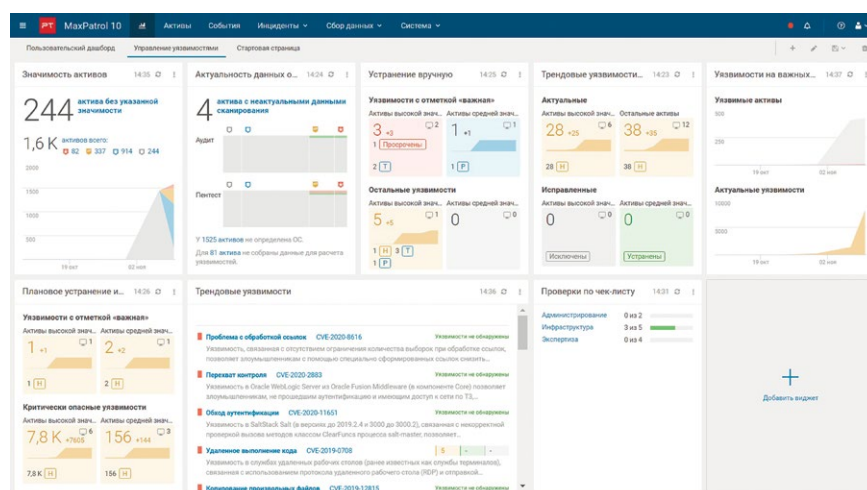 PT MaxPatrol 10 Активы События Инциденты Сбор данных Система
Пользовательский дашборд Управление уязвимостями Стартовая страница
Значимость активов 14:35
244 актива без указанной
значимости
1,6 K активов всего:
82 337 914 244
2000
1500
1000
500
19 окт 02 ноя
Актуальность данных о... 14:24
4 актива с неактуальными данными
сканирования
Аудит
Пентест
У 1525 активов не определена ОС.
Для 81 актива не собраны данные для расчета
уязвимостей.
Устранение вручную 14:25
Уязвимости с отметкой «важная»
Активы высокой знач... Активы средней знач...
3 +3 2 1 +1 1
1 Просрочены
2 Т 1 Р
Остальные уязвимости
Активы высокой знач... Активы средней знач...
5 +5 1 0 0
1 Н 3 Т
1 Р
Трендовые уязвимости... 14:23
Актуальные
Активы высокой знач... Остальные активы
28 +25 6 38 +35 12
28 Н 38 Н
Исправленные
Активы высокой знач... Активы средней знач...
0 0 0 0
Исключены Устранены
Уязвимости на важных... 14:37
Уязвимые активы
500
250
19 окт 02 ноя
Актуальные уязвимости
10000
5000
19 окт 02 ноя
Плановое устранение и... 14:26
Уязвимости с отметкой «важная»
Активы высокой знач... Активы средней знач...
1 +1 1 2 +2 1
1 Н 2 Н
Критически опасные уязвимости
Активы высокой знач... Активы средней знач...
7,8 K +7605 6 156 +144 3
7,8 K Н 156 Н
Трендовые уязвимости 14:36
Проблема с обработкой ссылок CVE-2020-8616 Уязвимости не обнаружены
Уязвимость, связанная с отсутствием ограничения количества выборок при обработке ссылок,
позволяет злоумышленникам с помощью специально сформированных ссылок снизить...
Перехват контроля CVE-2020-2883 Уязвимости не обнаружены
Уязвимость в Oracle WebLogic Server из Oracle Fusion Middleware (в компоненте Core) позволяет
злоумышленникам, не прошедшим аутентификацию и имеющим доступ к сети по T3,...
Обход аутентификации CVE-2020-11651 Уязвимости не обнаружены
Уязвимость в SaltStack Salt (в версиях до 2019.2.4 и 3000 до 3000.2), связанная с некорректной
проверкой вызова методов классом ClearFuncs процесса salt-master, позволяет...
Удаленное выполнение кода CVE-2019-0708 5 - -
Уязвимость в службах удаленных рабочих столов (ранее известных как службы терминалов),
связанная с использованием протокола удаленного рабочего стола (RDP) и отправкой...
Копирование произвольных файлов CVE-2019-12815 Уязвимости не обнаружены
Проверки по чек-листу 14:31
Администрирование 0 из 2
Инфраструктура 3 из 5
Экспертиза 0 из 4
Добавить виджет